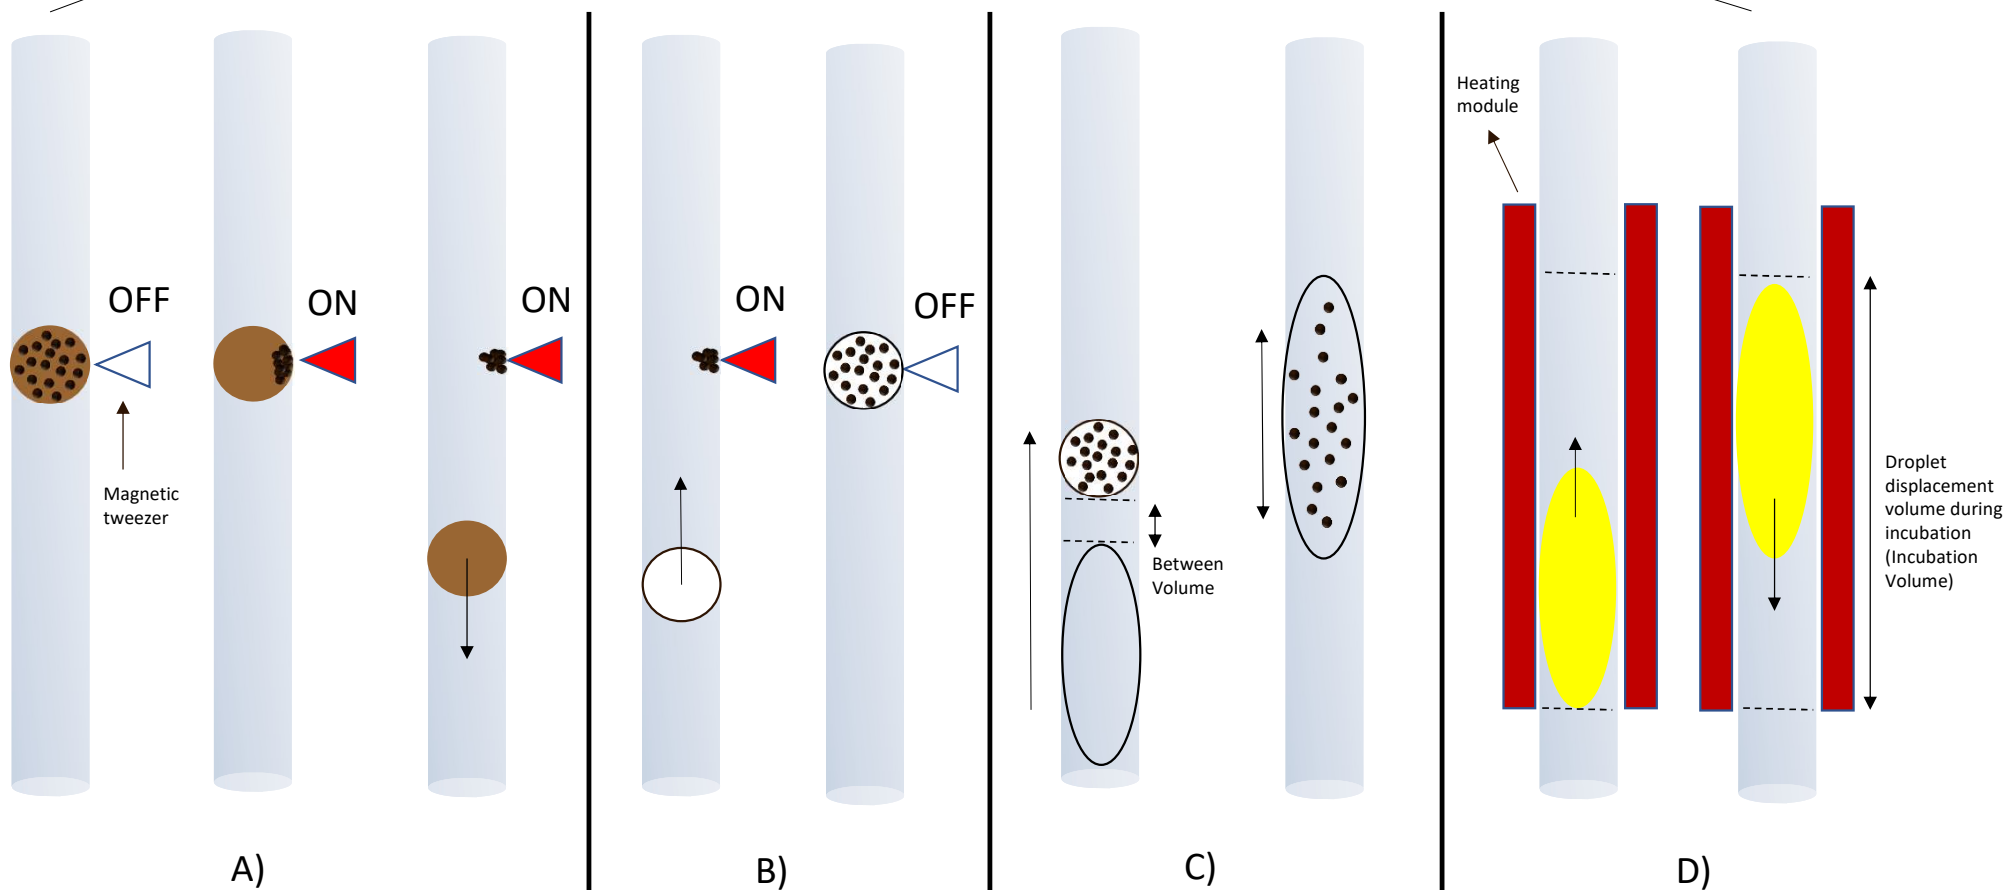 OFF
ON
ON
Magnetic
tweezer
A)
ON
OFF
B)
Between
Volume
C)
Heating
module
Droplet
displacement
volume during
incubation
(Incubation
Volume)
D)